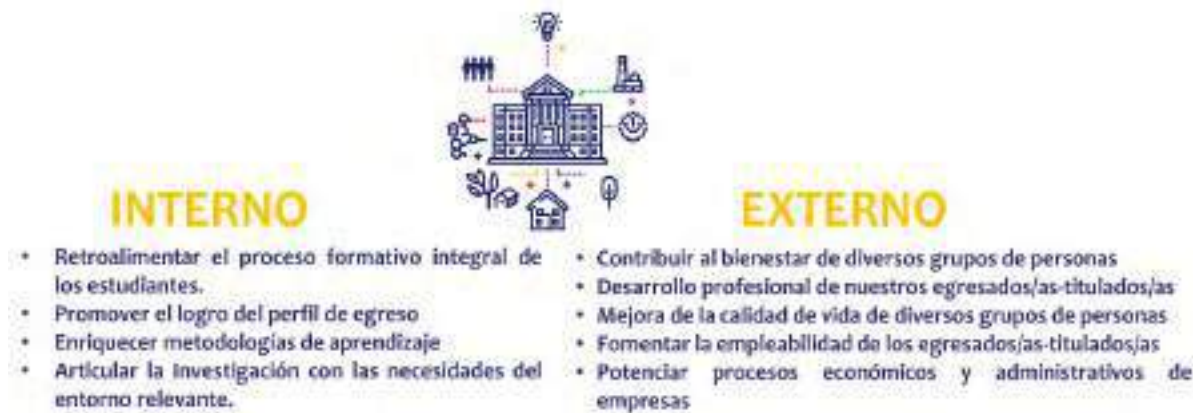 INTERNO
• Retroalimentar el proceso formativo integral de
los estudiantes.
• Promover el logro del perfil de egreso
• Enriquecer metodologías de aprendizaje
• Articular la Investigación con las necesidades del
entorno relevante.
EXTERNO
• Contribuir al bienestar de diversos grupos de personas
• Desarrollo profesional de nuestros egresados/as-titulados/as
• Mejora de la calidad de vida de diversos grupos de personas
• Fomentar la empleabilidad de los egresados/as-titulados/as
• Potenciar procesos económicos y administrativos de
empresas